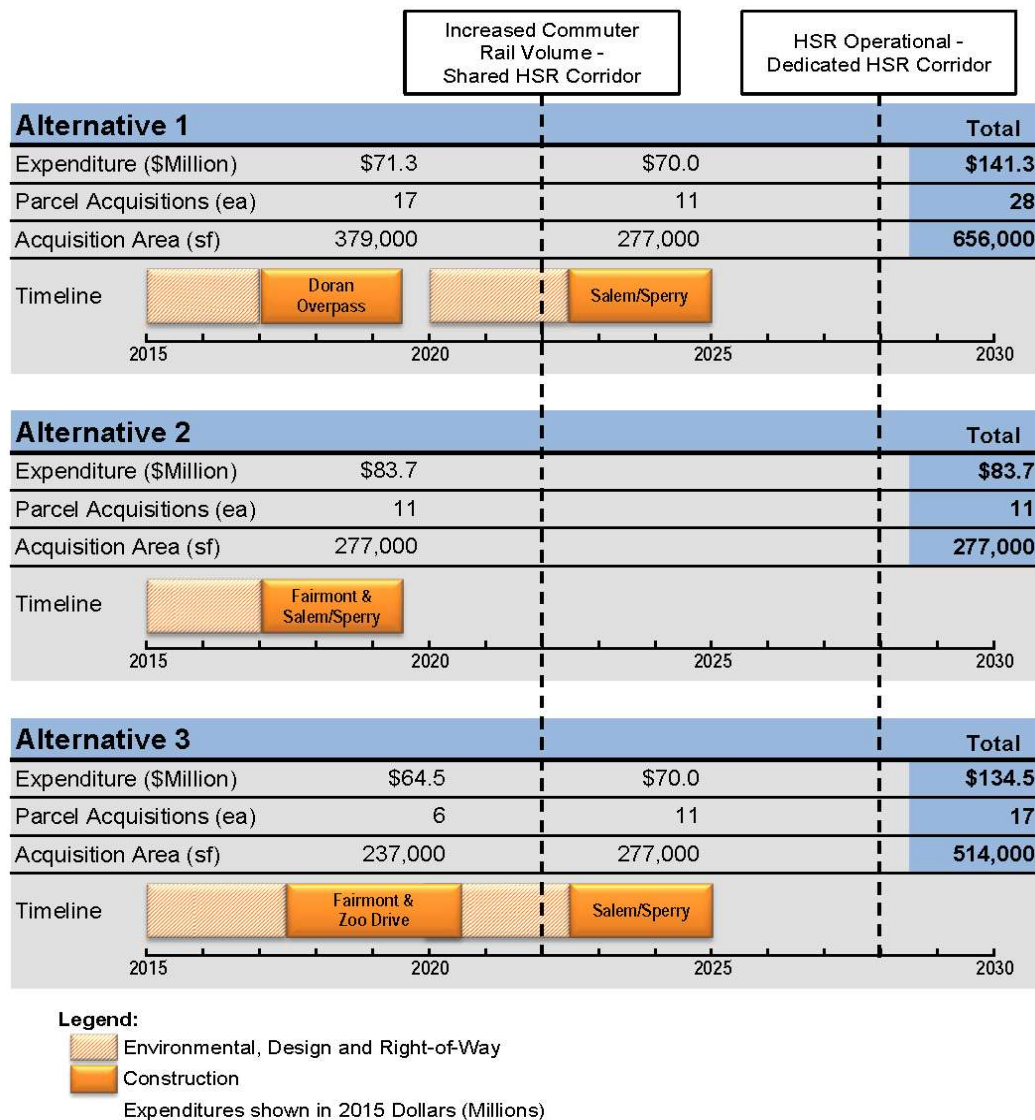 Increased Commuter
Rail Volume -
Shared HSR Corridor
HSR Operational -
Dedicated HSR Corridor
Alternative 1 Total
Expenditure ($Million) $71.3 $70.0 $141.3
Parcel Acquisitions (ea) 17 11 28
Acquisition Area (sf) 379,000 277,000 656,000
Timeline
Doran
Overpass
Salem/Sperry
2015 2020 2025 2030
Alternative 2 Total
Expenditure ($Million) $83.7 $83.7
Parcel Acquisitions (ea) 11 11
Acquisition Area (sf) 277,000 277,000
Timeline
Fairmont &
Salem/Sperry
2015 2020 2025 2030
Alternative 3 Total
Expenditure ($Million) $64.5 $70.0 $134.5
Parcel Acquisitions (ea) 6 11 17
Acquisition Area (sf) 237,000 277,000 514,000
Timeline
Fairmont &
Zoo Drive
Salem/Sperry
2015 2020 2025 2030
Legend:
Environmental, Design and Right-of-Way
Construction
Expenditures shown in 2015 Dollars (Millions)